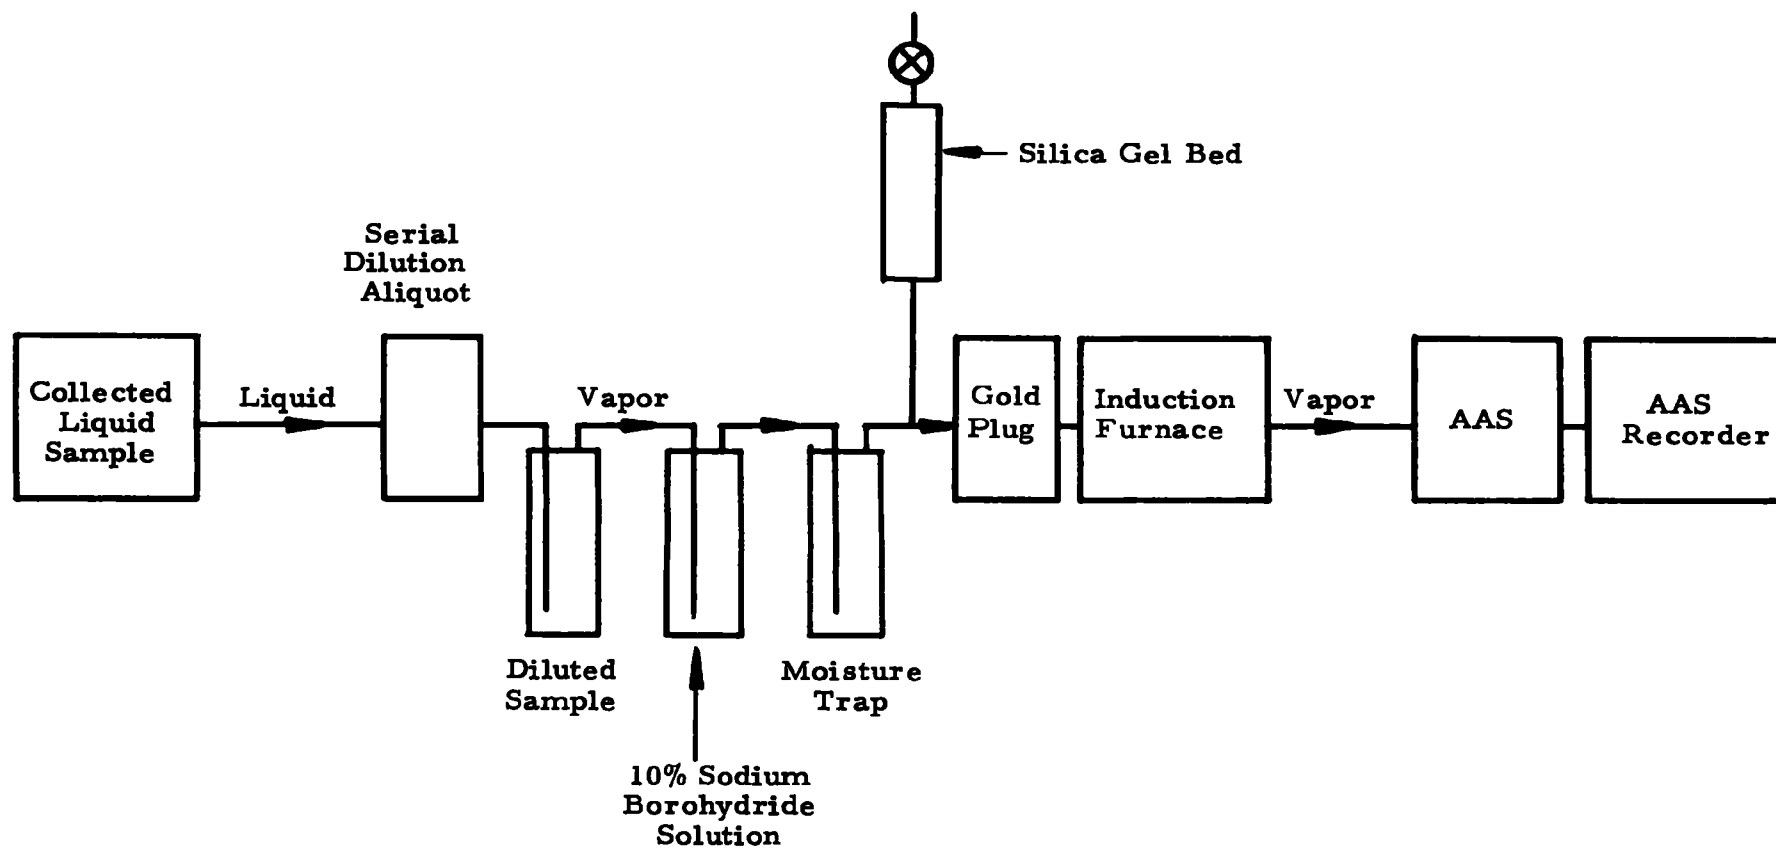 Silica Gel Bed
Serial
Dilution
Aliquot
Collected
Liquid
Sample
Liquid
Vapor
Gold
Plug
Induction
Furnace
Vapor
AAS
AAS
Recorder
Diluted
Sample
Moisture
Trap
10% Sodium
Borohydride
Solution